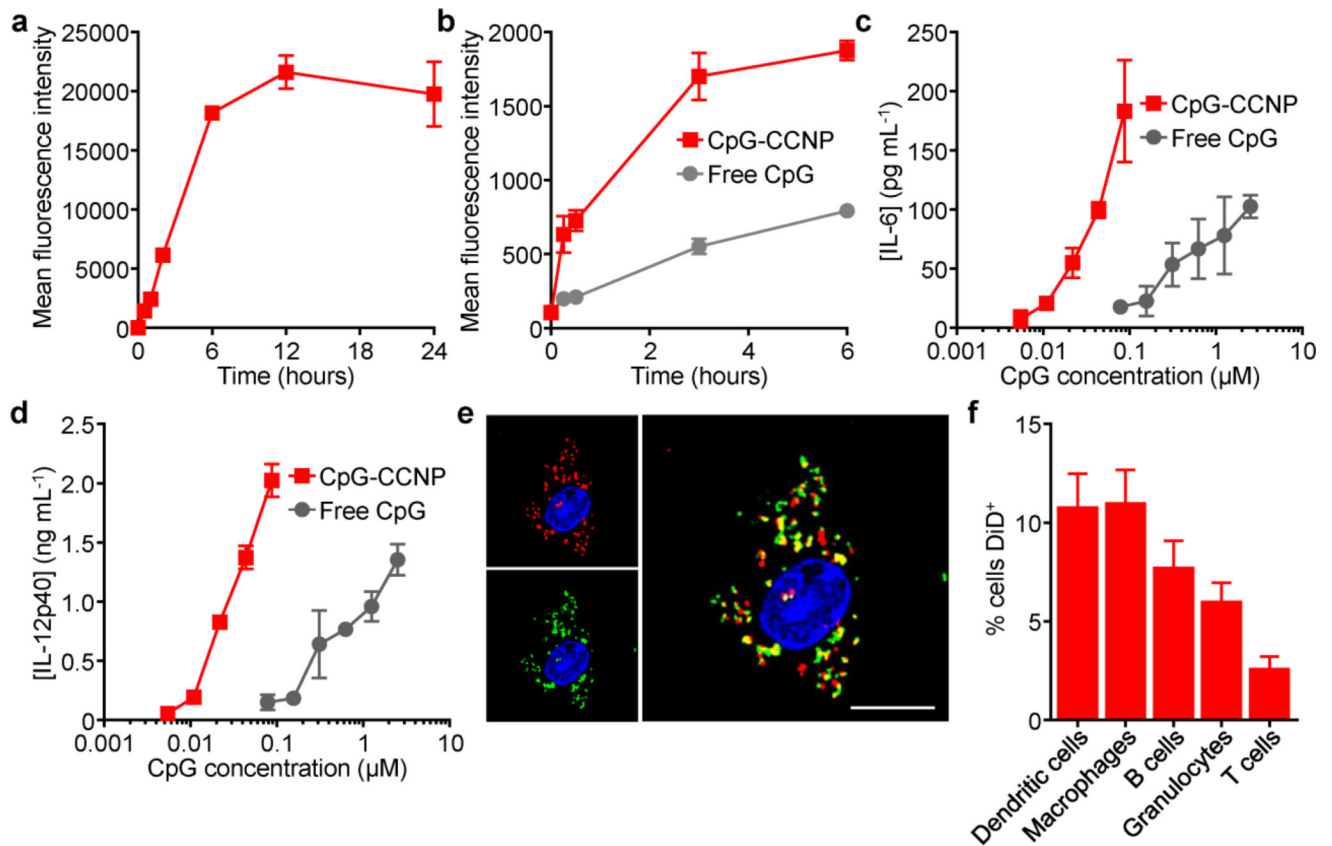 a
Mean fluorescence intensity
25000
20000
15000
10000
5000
0
0 6 12 18 24
Time (hours)
b
Mean fluorescence intensity
2000
1500
1000
500
0
0 2 4 6
Time (hours)
CpG-CCNP
Free CpG
c
[IL-6] (pg mL⁻¹)
250
200
150
100
50
0
0.001 0.01 0.1 1 10
CpG concentration (µM)
CpG-CCNP
Free CpG
d
[IL-12p40] (ng mL⁻¹)
2.5
2.0
1.5
1.0
0.5
0
0.001 0.01 0.1 1 10
CpG concentration (µM)
CpG-CCNP
Free CpG
e
f
% cells DiD⁺
15
10
5
0
Dendritic cells
Macrophages
B cells
Granulocytes
T cells